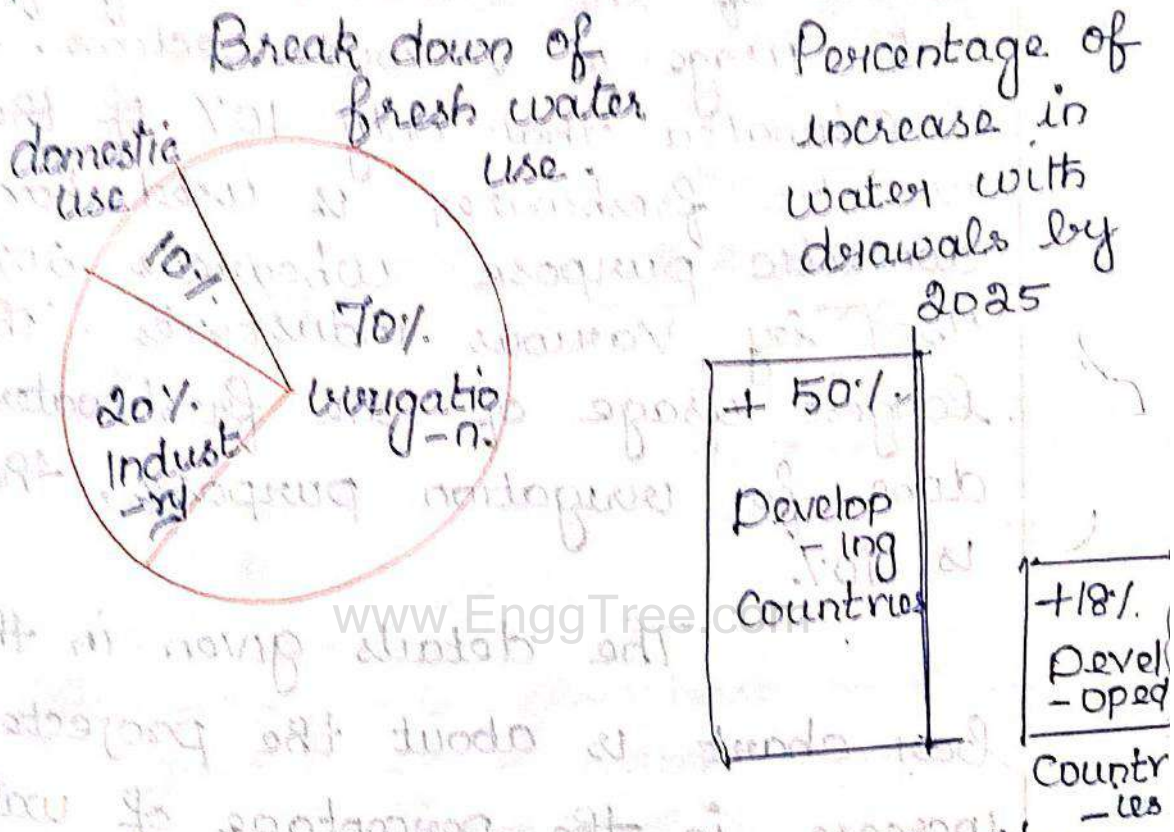 Break down of
fresh water
use.
domestic
use
10%.
70%.
irrigatio
-n.
20%.
Indust
-ry
Percentage of
increase in
water with
drawals by
2025
+ 50%.
Develop
-ing
Countries
+18%.
Devel
-oped
Countr
-ies
www.EnggTree.com